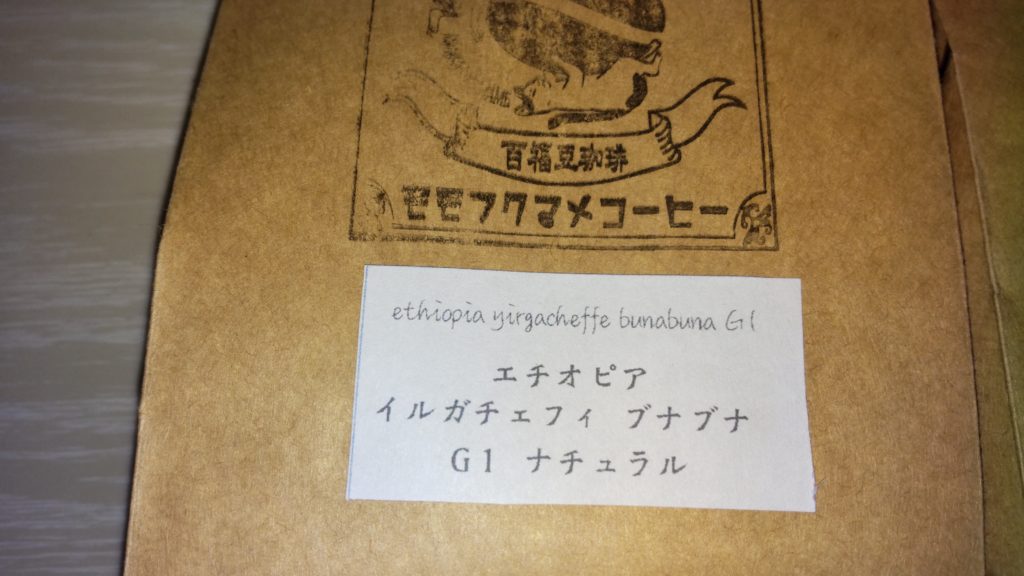 百福豆珈琲
モモフクマメコーヒー
ethiopia yirgacheffe bunabuna G1
エチオピア
イルガチェフィ ブナブナ
G1 ナチュラル